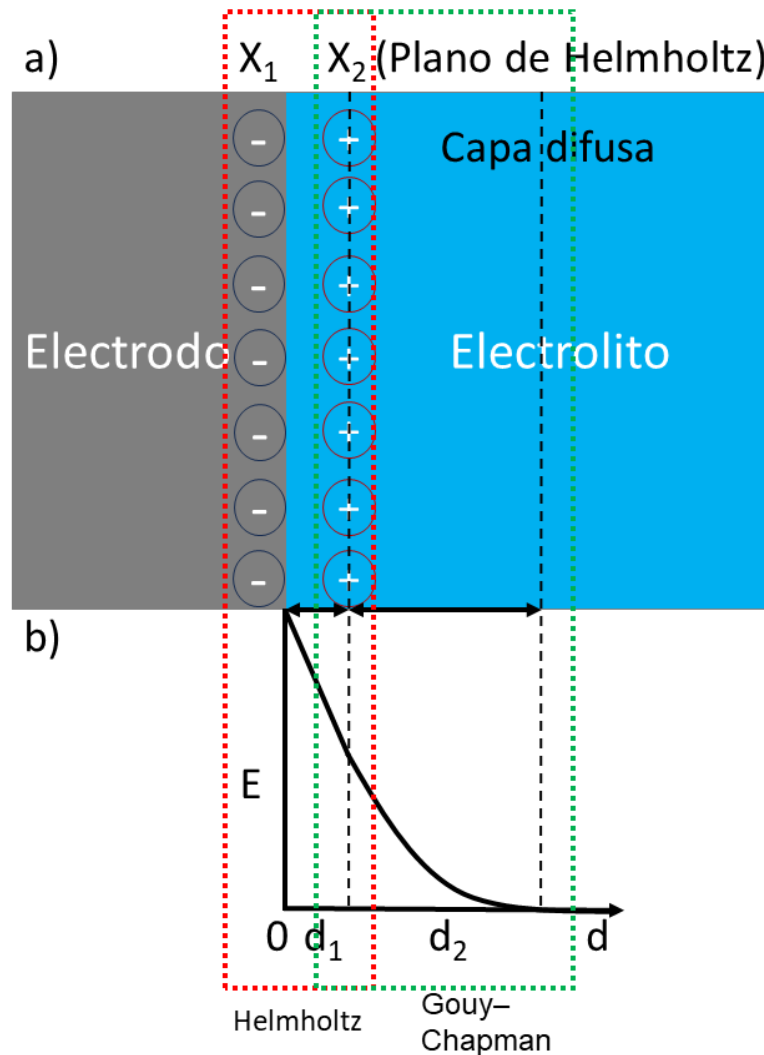 a) X₁ X₂ (Plano de Helmholtz)
- + Capa difusa
- +
- +
Electrodo - + Electrolito
- +
- +
- +
b)
E
0 d₁ d₂ d
Helmholtz Gouy–
Chapman